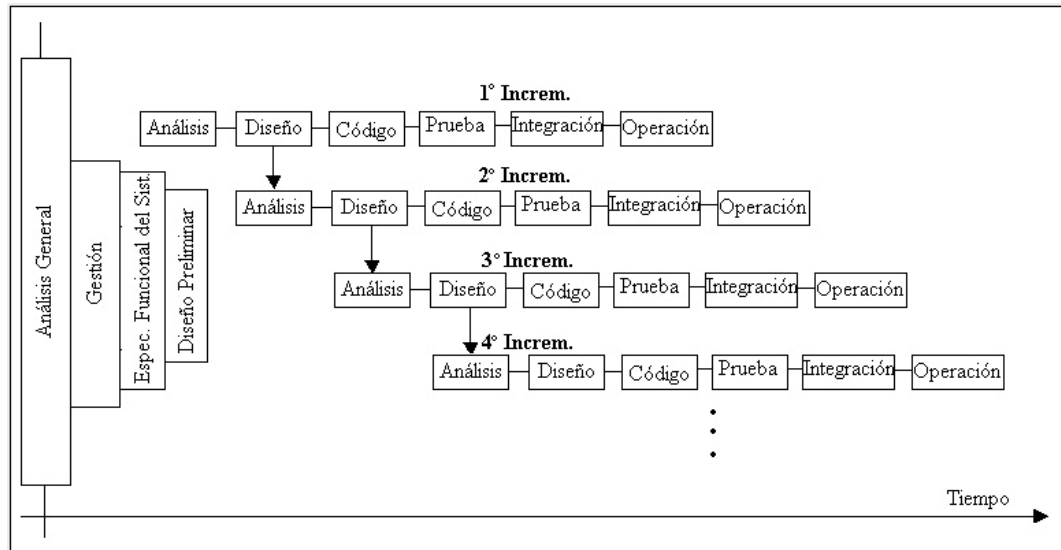 Análisis General
Gestión
Espec. Funcional del Sist.
Diseño Preliminar
1° Increm.
Análisis Diseño Código Prueba Integración Operación
2° Increm.
Análisis Diseño Código Prueba Integración Operación
3° Increm.
Análisis Diseño Código Prueba Integración Operación
4° Increm.
Análisis Diseño Código Prueba Integración Operación
Tiempo